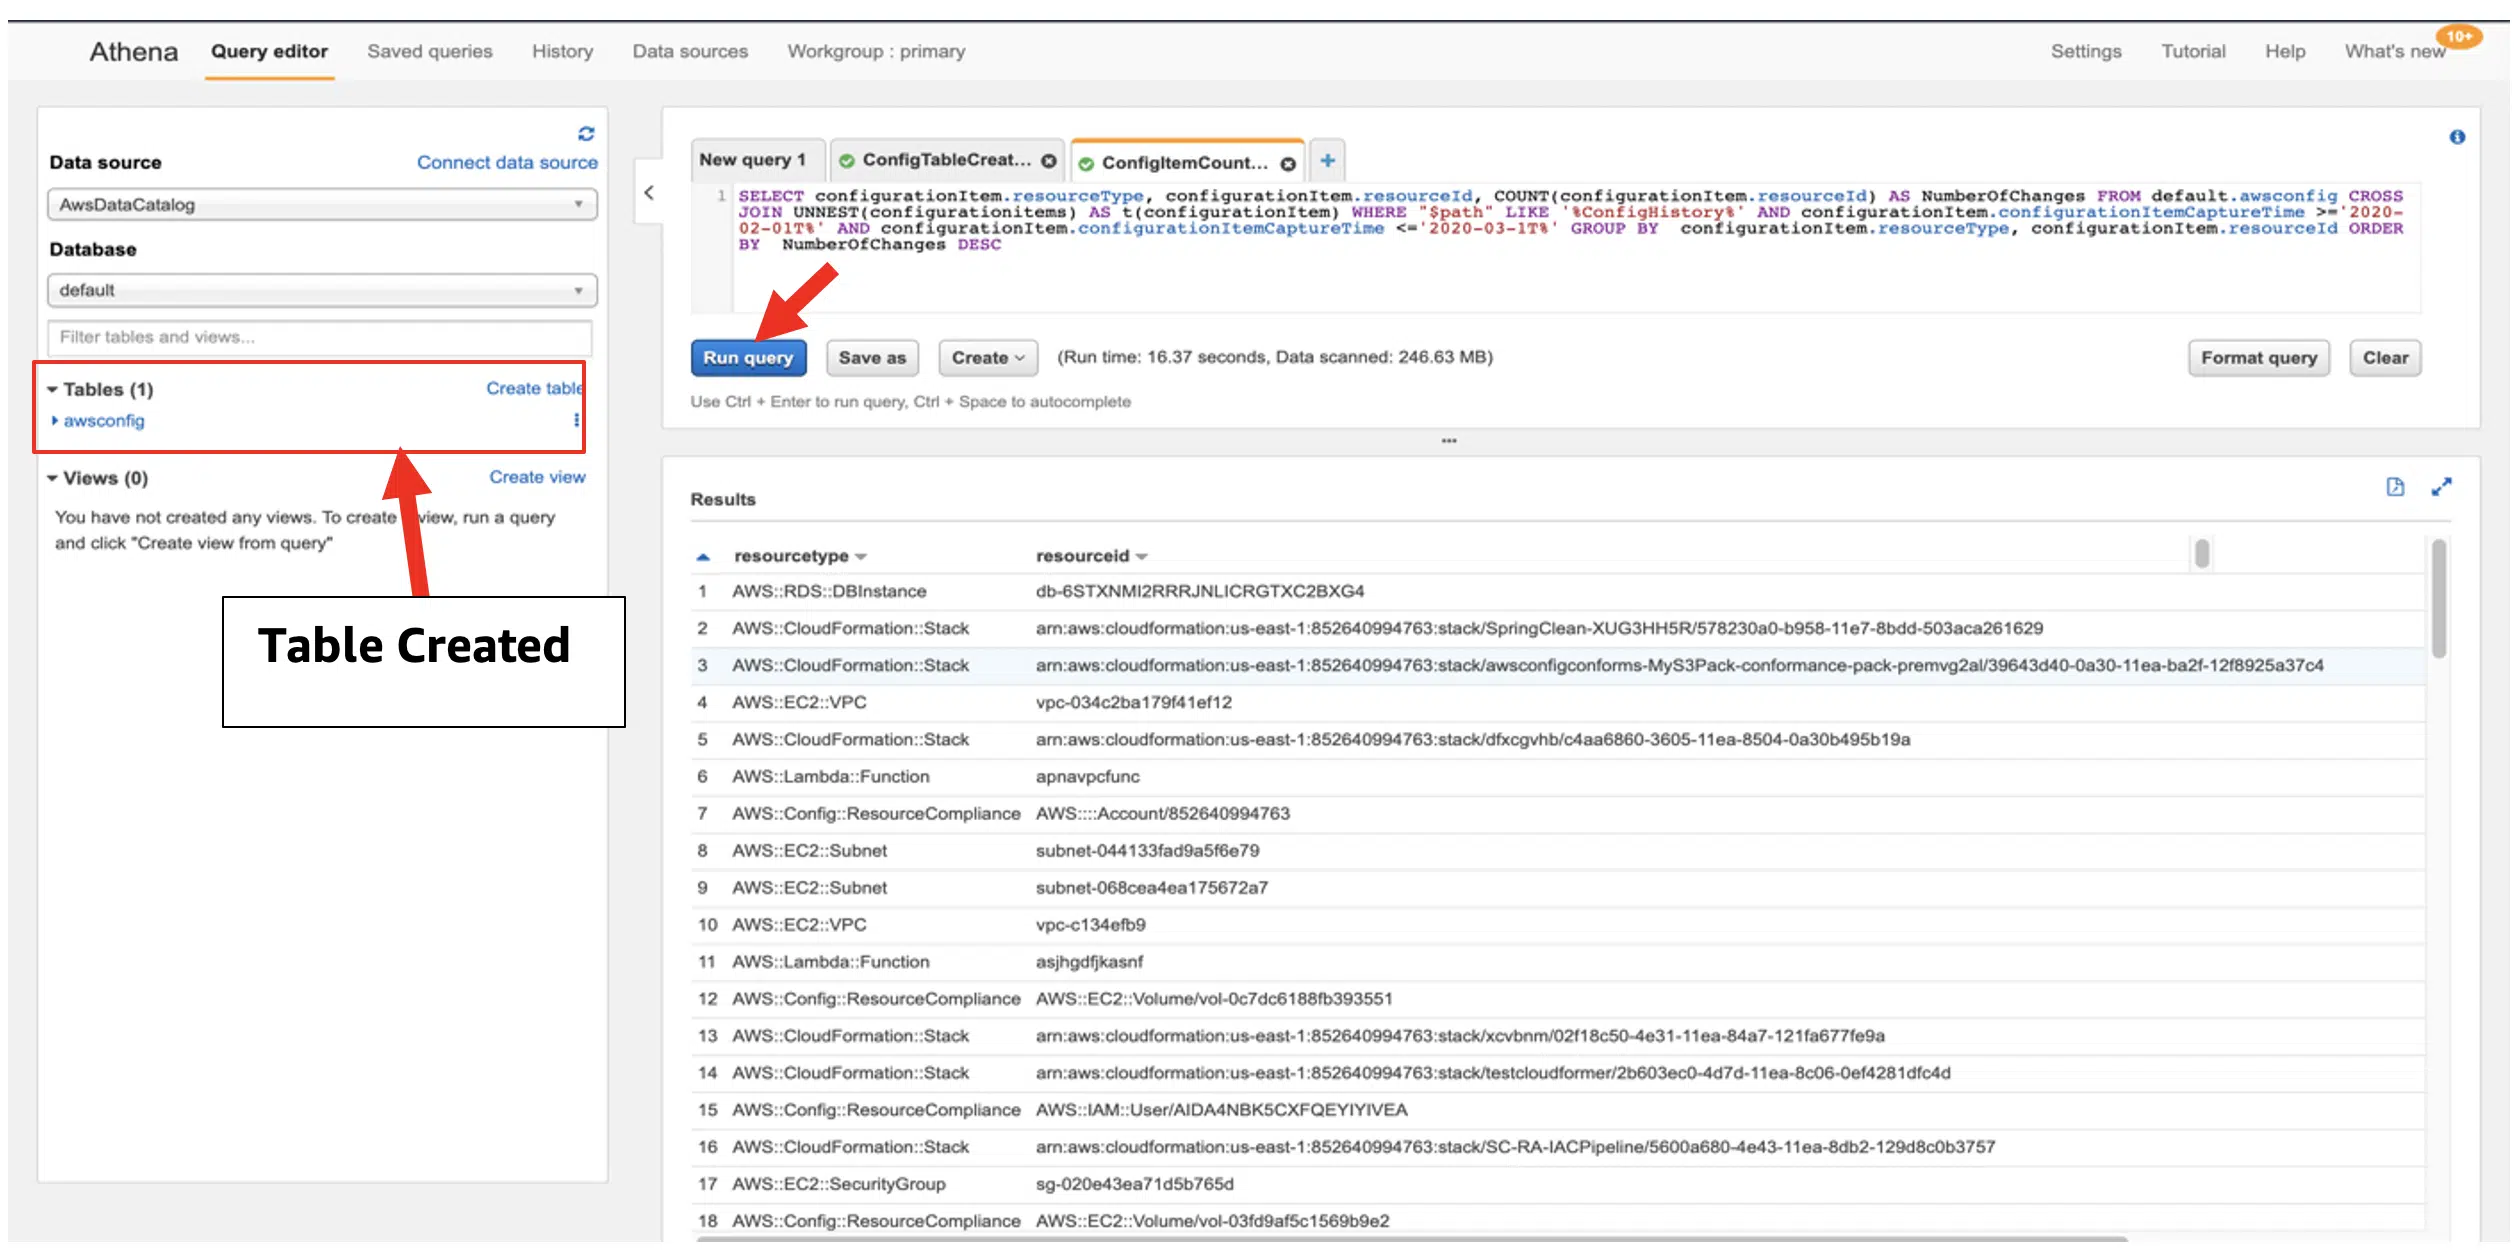 Athena Query editor Saved queries History Data sources Workgroup : primary Settings Tutorial Help What's new 10+
Data source Connect data source
AwsDataCatalog
Database
default
Filter tables and views...
Tables (1) Create table
awsconfig
Views (0) Create view
You have not created any views. To create view, run a query
and click "Create view from query"
Table Created
New query 1 ConfigTableCreat... ConfigItemCount...
1 SELECT configurationItem.resourceType, configurationItem.resourceId, COUNT(configurationItem.resourceId) AS NumberOfChanges FROM default.awsconfig CROSS
JOIN UNNEST(configurationitems) AS t(configurationItem) WHERE "$path" LIKE '%ConfigHistory%' AND configurationItem.configurationItemCaptureTime >='2020-
02-01T%' AND configurationItem.configurationItemCaptureTime <='2020-03-1T%' GROUP BY configurationItem.resourceType, configurationItem.resourceId ORDER
BY NumberOfChanges DESC
Run query Save as Create (Run time: 16.37 seconds, Data scanned: 246.63 MB) Format query Clear
Use Ctrl + Enter to run query, Ctrl + Space to autocomplete
Results
resourcetype resourceid
1 AWS::RDS::DBInstance db-6STXNMI2RRRJNLICRGTXC2BXG4
2 AWS::CloudFormation::Stack arn:aws:cloudformation:us-east-1:852640994763:stack/SpringClean-XUG3HH5R/578230a0-b958-11e7-8bdd-503aca261629
3 AWS::CloudFormation::Stack arn:aws:cloudformation:us-east-1:852640994763:stack/awsconfigconforms-MyS3Pack-conformance-pack-premvg2al/39643d40-0a30-11ea-ba2f-12f8925a37c4
4 AWS::EC2::VPC vpc-034c2ba179f41ef12
5 AWS::CloudFormation::Stack arn:aws:cloudformation:us-east-1:852640994763:stack/dfxcgvhb/c4aa6860-3605-11ea-8504-0a30b495b19a
6 AWS::Lambda::Function apnavpcfunc
7 AWS::Config::ResourceCompliance AWS::::Account/852640994763
8 AWS::EC2::Subnet subnet-044133fad9a5f6e79
9 AWS::EC2::Subnet subnet-068cea4ea175672a7
10 AWS::EC2::VPC vpc-c134efb9
11 AWS::Lambda::Function asjhgdfjkasnf
12 AWS::Config::ResourceCompliance AWS::EC2::Volume/vol-0c7dc6188fb393551
13 AWS::CloudFormation::Stack arn:aws:cloudformation:us-east-1:852640994763:stack/xcvbnm/02f18c50-4e31-11ea-84a7-121fa677fe9a
14 AWS::CloudFormation::Stack arn:aws:cloudformation:us-east-1:852640994763:stack/testcloudformer/2b603ec0-4d7d-11ea-8c06-0ef4281dfc4d
15 AWS::Config::ResourceCompliance AWS::IAM::User/AIDA4NBK5CXFQEYIYIVEA
16 AWS::CloudFormation::Stack arn:aws:cloudformation:us-east-1:852640994763:stack/SC-RA-IACPipeline/5600a680-4e43-11ea-8db2-129d8c0b3757
17 AWS::EC2::SecurityGroup sg-020e43ea71d5b765d
18 AWS::Config::ResourceCompliance AWS::EC2::Volume/vol-03fd9af5c1569b9e2